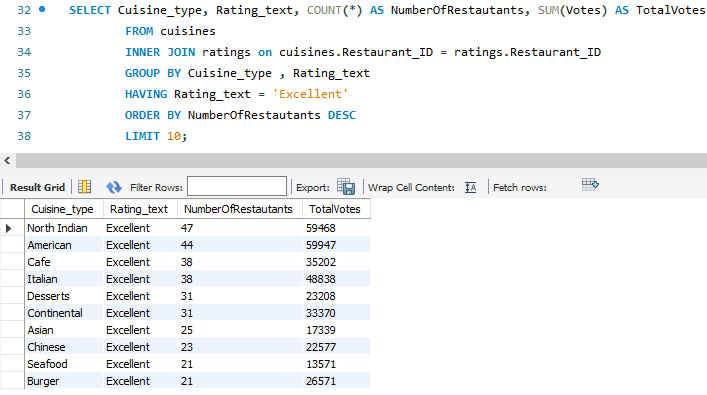 32 SELECT Cuisine_type, Rating_text, COUNT(*) AS NumberOfRestautants, SUM(Votes) AS TotalVotes
33 FROM cuisines
34 INNER JOIN ratings on cuisines.Restaurant_ID = ratings.Restaurant_ID
35 GROUP BY Cuisine_type , Rating_text
36 HAVING Rating_text = 'Excellent'
37 ORDER BY NumberOfRestautants DESC
38 LIMIT 10;
Result Grid Filter Rows: Export: Wrap Cell Content: Fetch rows:
Cuisine_type Rating_text NumberOfRestautants TotalVotes
North Indian Excellent 47 59468
American Excellent 44 59947
Cafe Excellent 38 35202
Italian Excellent 38 48838
Desserts Excellent 31 23208
Continental Excellent 31 33370
Asian Excellent 25 17339
Chinese Excellent 23 22577
Seafood Excellent 21 13571
Burger Excellent 21 26571